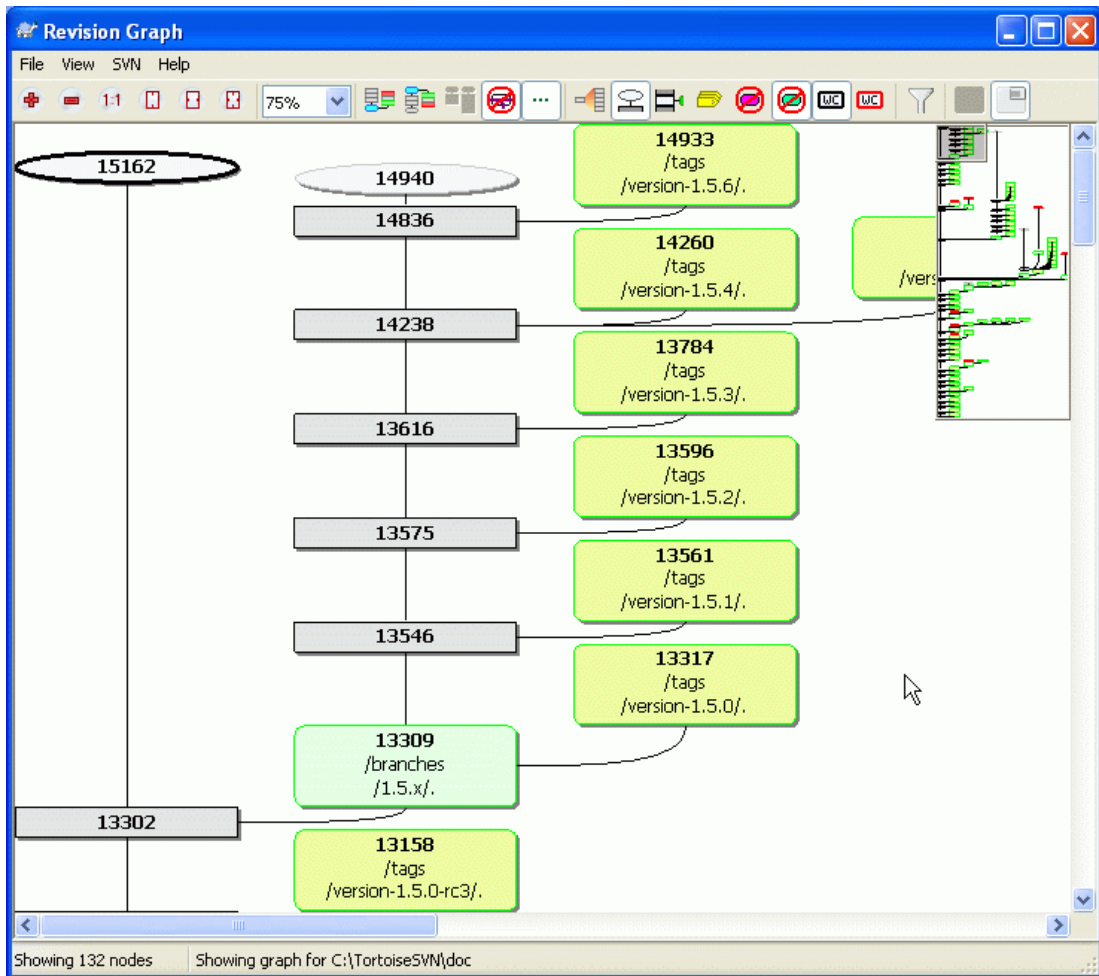 Revision Graph
File View SVN Help
1:1
75%
WC
WC
15162
14940
14836
14238
13616
13575
13546
13309
/branches
/1.5.x/.
13302
13158
/tags
/version-1.5.0-rc3/.
14933
/tags
/version-1.5.6/.
14260
/tags
/version-1.5.4/.
13784
/tags
/version-1.5.3/.
13596
/tags
/version-1.5.2/.
13561
/tags
/version-1.5.1/.
13317
/tags
/version-1.5.0/.
/vers
Showing 132 nodes
Showing graph for C:\TortoiseSVN\doc